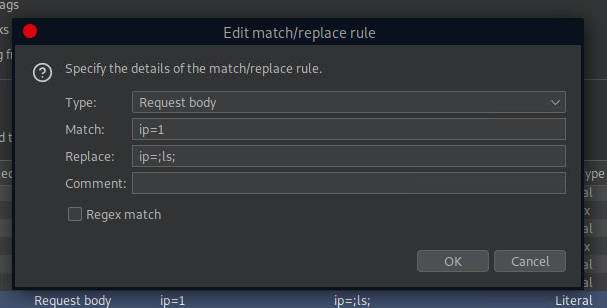 ags
ks
Edit match/replace rule
g fr
Specify the details of the match/replace rule.
Type: Request body
Match: ip=1
d t
Replace: ip=;ls;
lec
Comment:
ype
al
Regex match
x
al
x
OK Cancel
al
al
Request body ip=1 ip=;ls; Literal